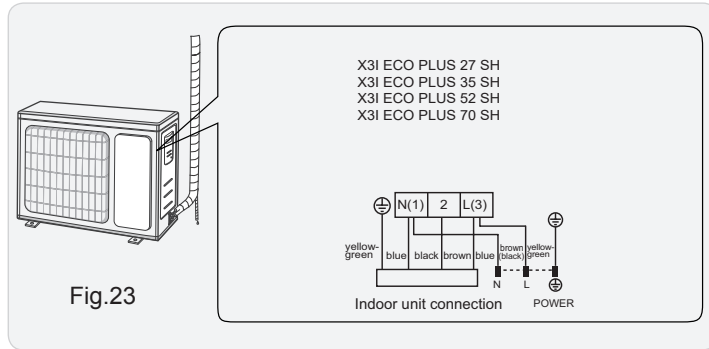 X3I ECO PLUS 27 SH
X3I ECO PLUS 35 SH
X3I ECO PLUS 52 SH
X3I ECO PLUS 70 SH
N(1) 2 L(3)
yellow-
green
blue
black
brown
blue
brown
(black)
yellow-
green
N L
Indoor unit connection
POWER
Fig.23